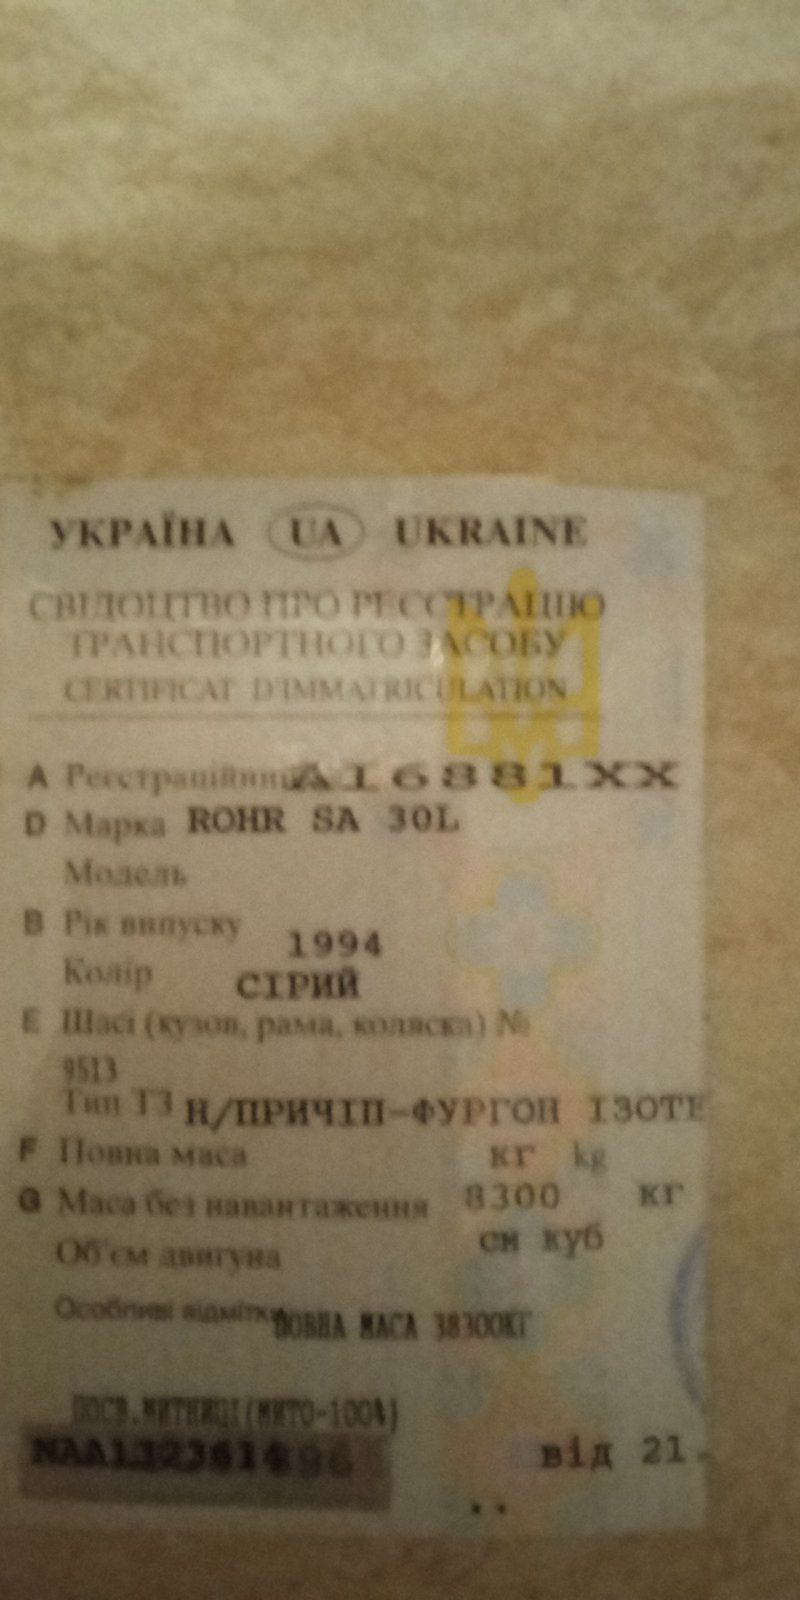 УКРАЇНА UA UKRAINE
СВІДОЦТВО ПРО РЕЄСТРАЦІЮ
ТРАНСПОРТНОГО ЗАСОБУ
CERTIFICAT D'IMMATRICULATION
A Реєстраційний АІ6881ХХ
D Марка ROHR SA 30L
Модель
B Рік випуску 1994
Колір СІРИЙ
E Шасі (кузов, рама, коляска) №
9513
Тип ТЗ Н/ПРИЧІП-ФУРГОН ІЗОТЕ
F Повна маса кг kg
G Маса без навантаження 8300 кг
Об'єм двигуна см куб
Особливі відмітки ПОВНА МАСА 38300КГ
ПОСВ.МИТНИЦІ(МИТО-100%)
від 21.